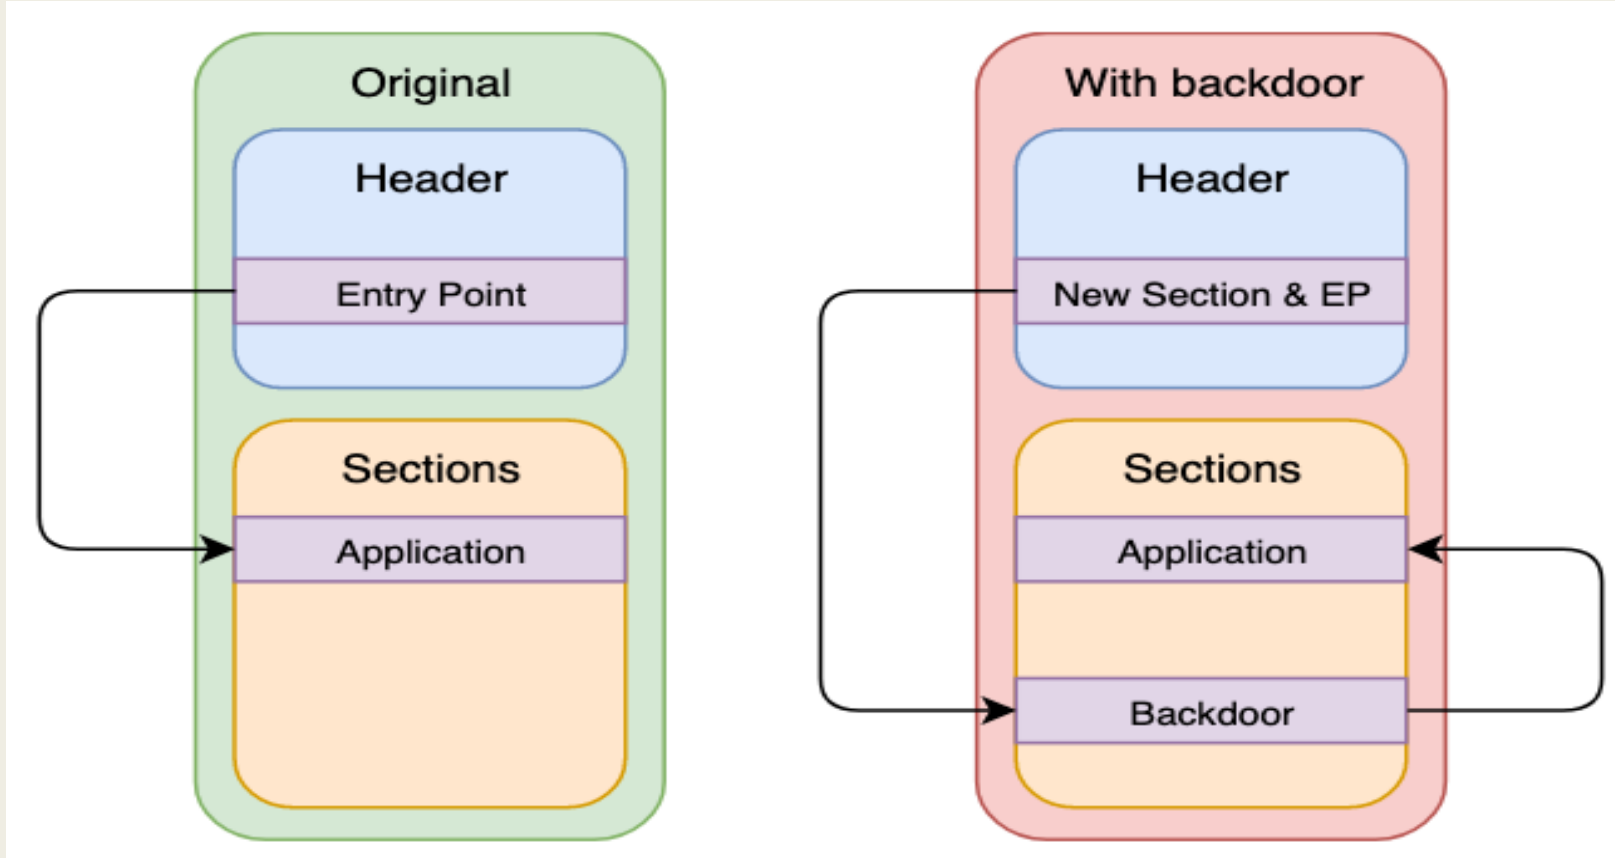 Original
Header
Entry Point
Sections
Application
With backdoor
Header
New Section & EP
Sections
Application
Backdoor